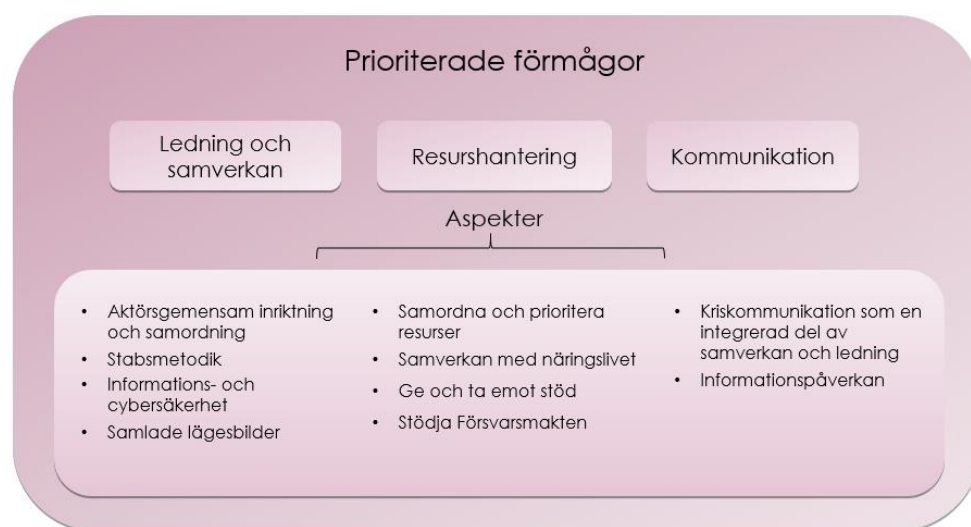 Prioriterade förmågor
Ledning och
samverkan
Resurshantering
Kommunikation
Aspekter
• Aktörsgemensam inriktning
och samordning
• Stabsmetodik
• Informations- och
cybersäkerhet
• Samlade lägesbilder
• Samordna och prioritera
resurser
• Samverkan med näringslivet
• Ge och ta emot stöd
• Stödja Försvarsmakten
• Kriskommunikation som en
integrerad del av
samverkan och ledning
• Informationspåverkan